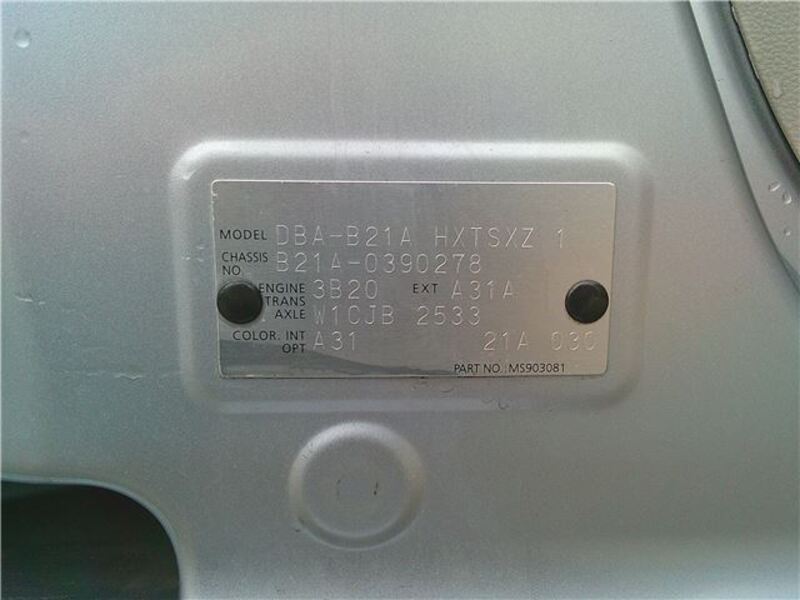 MODEL DBA-B21A HXTSXZ 1
CHASSIS NO. B21A-0390278
ENGINE 3B20 EXT A31A
TRANS AXLE W1CJB 2533
COLOR. INT OPT A31 21A 03C
PART NO. MS903081